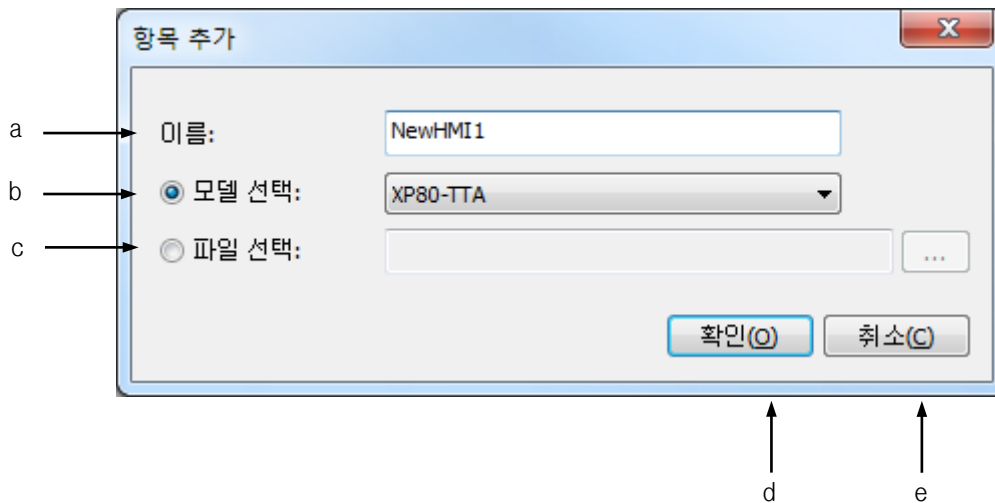 항목 추가
a 이름: NewHMI1
b 모델 선택: XP80-TTA
c 파일 선택: ...
확인(O) 취소(C)
d e